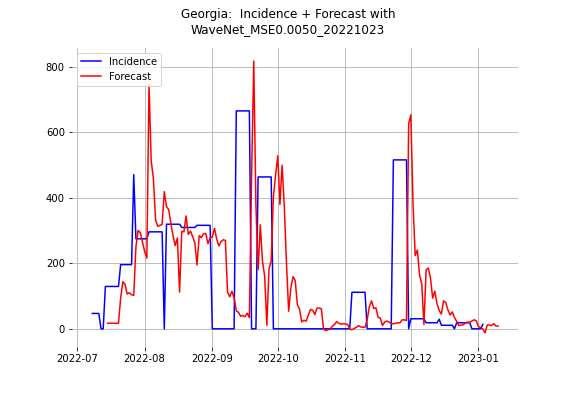 Georgia:  Incidence + Forecast with
WaveNet_MSE0.0050_20221023
Incidence
Forecast
800
600
400
200
0
2022-07 2022-08 2022-09 2022-10 2022-11 2022-12 2023-01